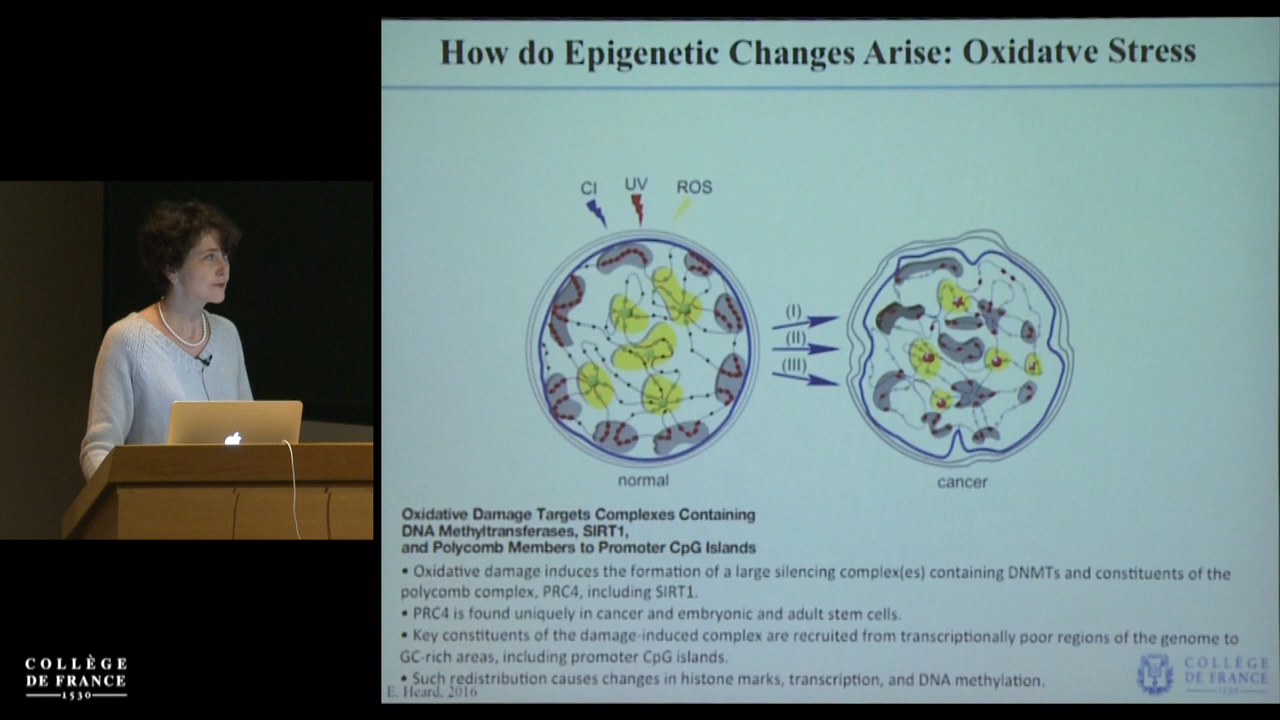 How do Epigenetic Changes Arise: Oxidatve Stress
CI
UV
ROS
(I)
(II)
(III)
normal
cancer
Oxidative Damage Targets Complexes Containing
DNA Methyltransferases, SIRT1,
and Polycomb Members to Promoter CpG Islands
• Oxidative damage induces the formation of a large silencing complex(es) containing DNMTs and constituents of the
polycomb complex, PRC4, including SIRT1.
• PRC4 is found uniquely in cancer and embryonic and adult stem cells.
• Key constituents of the damage-induced complex are recruited from transcriptionally poor regions of the genome to
GC-rich areas, including promoter CpG islands.
• Such redistribution causes changes in histone marks, transcription, and DNA methylation.
E. Heard, 2016
COLLÈGE
DE FRANCE
1530
COLLÈGE
DE FRANCE
1530